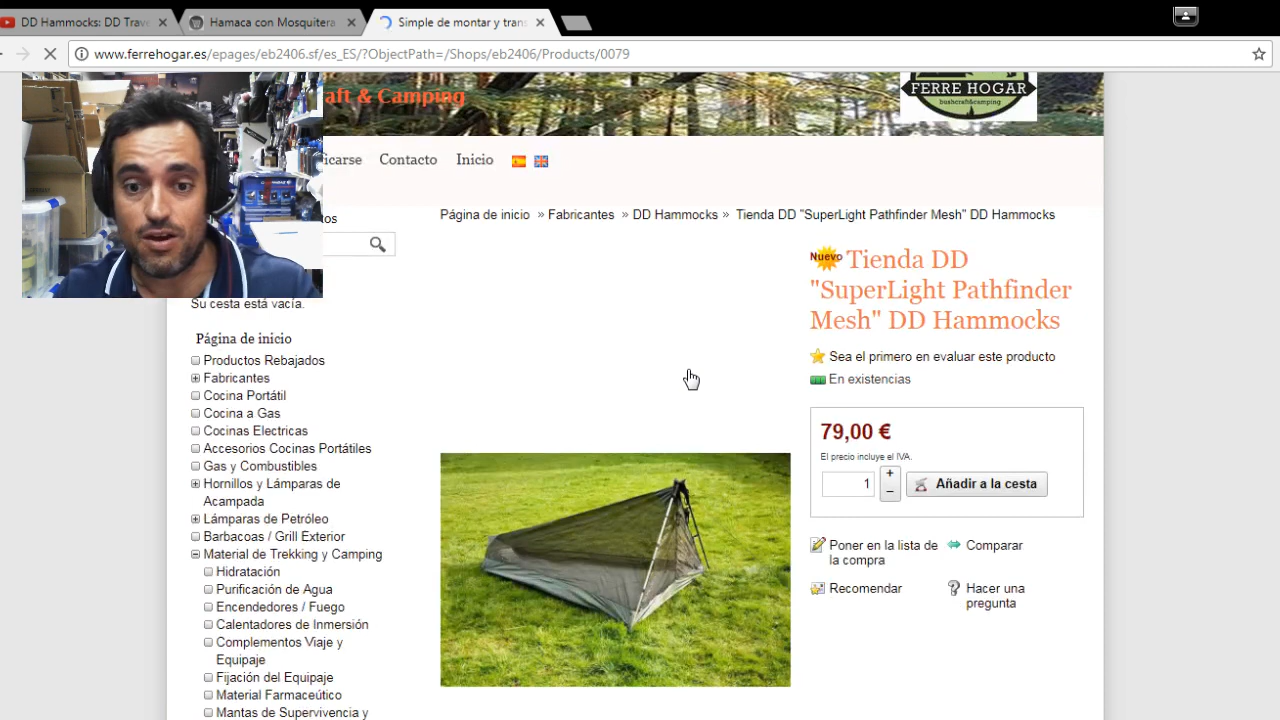 DD Hammocks: DD Trave
Hamaca con Mosquitera
Simple de montar y trans
www.ferrehogar.es/epages/eb2406.sf/es_ES/?ObjectPath=/Shops/eb2406/Products/0079
aft & Camping
FERRE HOGAR
bushcraft&camping
icarse Contacto Inicio
tos
Página de inicio » Fabricantes » DD Hammocks » Tienda DD "SuperLight Pathfinder Mesh" DD Hammocks
Su cesta está vacía.
Página de inicio
Productos Rebajados
Fabricantes
Cocina Portátil
Cocina a Gas
Cocinas Electricas
Accesorios Cocinas Portátiles
Gas y Combustibles
Hornillos y Lámparas de
Acampada
Lámparas de Petróleo
Barbacoas / Grill Exterior
Material de Trekking y Camping
Hidratación
Purificación de Agua
Encendedores / Fuego
Calentadores de Inmersión
Complementos Viaje y
Equipaje
Fijación del Equipaje
Material Farmaceútico
Mantas de Supervivencia y
Nuevo Tienda DD
"SuperLight Pathfinder
Mesh" DD Hammocks
Sea el primero en evaluar este producto
En existencias
79,00 €
El precio incluye el IVA.
1 + − Añadir a la cesta
Poner en la lista de
la compra
Comparar
Recomendar
Hacer una
pregunta